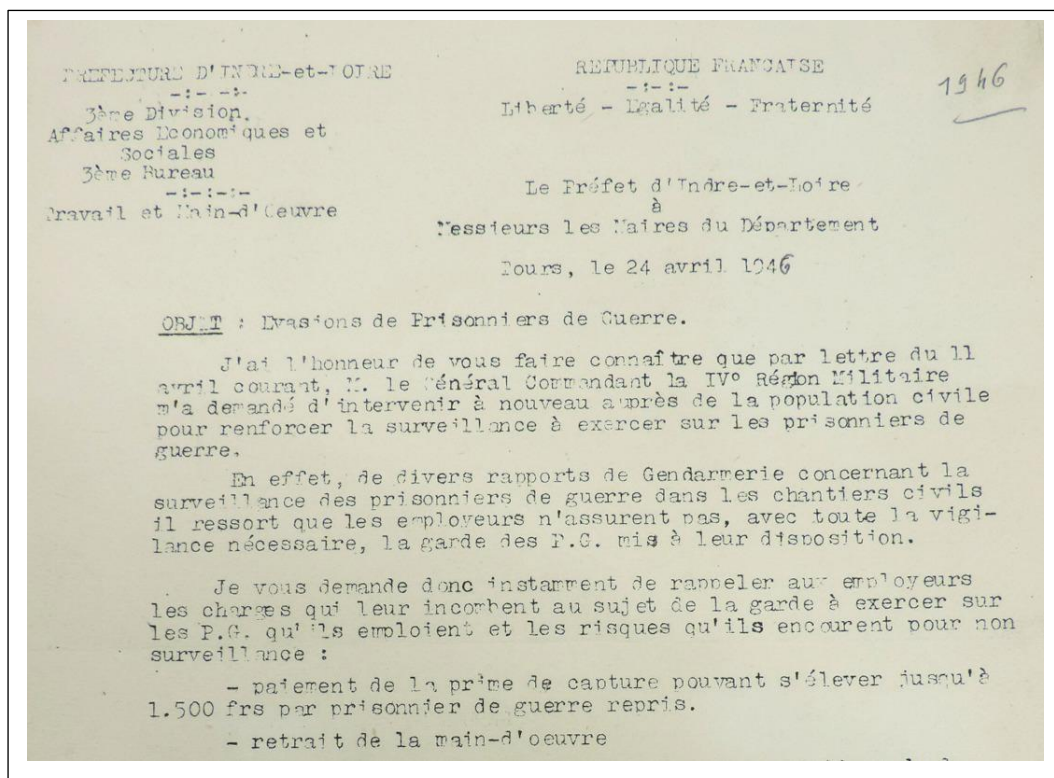 PREFECTURE D'INDRE-et-LOIRE
-:- -:-
3ème Division.
Affaires Economiques et
Sociales
3ème Bureau
-:-:-:-
Travail et Main-d'Oeuvre
REPUBLIQUE FRANCAISE
-:-:-
Liberté - Egalité - Fraternité
1946
Le Préfet d'Indre-et-Loire
à
Messieurs les Maires du Département
Tours, le 24 avril 1946
OBJET : Evasions de Prisonniers de Guerre.
J'ai l'honneur de vous faire connaître que par lettre du 11
avril courant, M. le Général Commandant la IV° Région Militaire
m'a demandé d'intervenir à nouveau auprès de la population civile
pour renforcer la surveillance à exercer sur les prisonniers de
guerre.
En effet, de divers rapports de Gendarmerie concernant la
surveillance des prisonniers de guerre dans les chantiers civils
il ressort que les employeurs n'assurent pas, avec toute la vigi-
lance nécessaire, la garde des P.G. mis à leur disposition.
Je vous demande donc instamment de rappeler aux employeurs
les charges qui leur incombent au sujet de la garde à exercer sur
les P.G. qu'ils emploient et les risques qu'ils encourent pour non
surveillance :
- paiement de la prime de capture pouvant s'élever jusqu'à
1.500 frs par prisonnier de guerre repris.
- retrait de la main-d'oeuvre